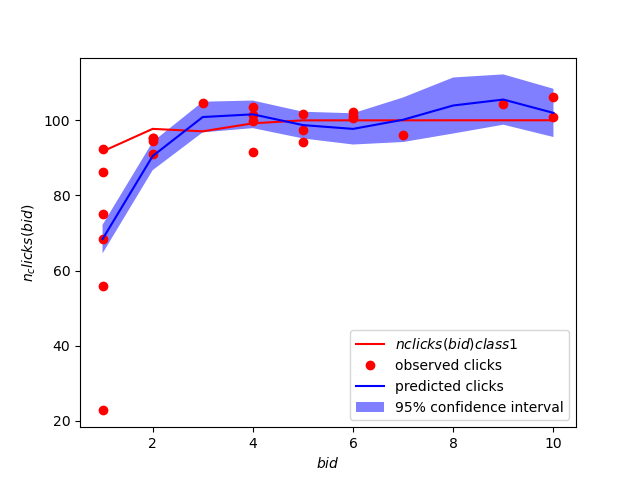 100
80
60
40
20
n_clicks(bid)
nclicks(bid)class1
observed clicks
predicted clicks
95% confidence interval
2
4
6
8
10
bid